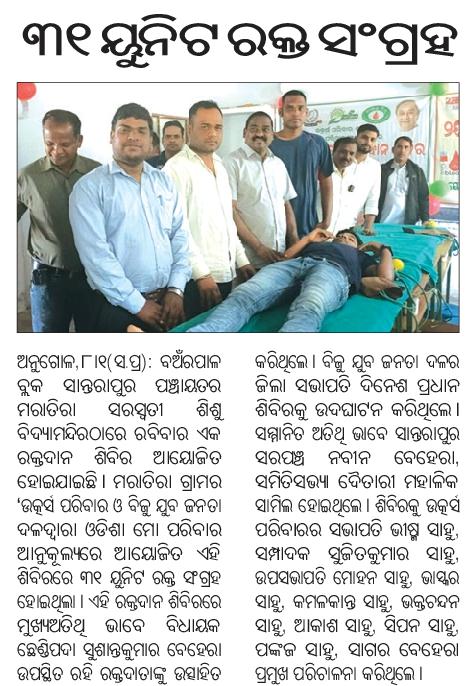 ୩୧ ୟୁନିଟ ରକ୍ତ ସଂଗ୍ରହ
ଅନୁଗୋଳ,୮।୧(ସ.ପ୍ର): ବଅଁରପାଳ
ବ୍ଲକ ସାନ୍ତରାପୁର ପଞ୍ଚାୟତର
ମରାଟିରା ସରସ୍ବତୀ ଶିଶୁ
ବିଦ୍ୟାମନ୍ଦିରଠାରେ ରବିବାର ଏକ
ରକ୍ତଦାନ ଶିବିର ଆୟୋଜିତ
ହୋଇଯାଇଛି। ମରାଟିରା ଗ୍ରାମର
'ଉତ୍କର୍ସ ପରିବାର ଓ ବିଜୁ ଯୁବ ଜନତା
ଦଳଦ୍ବାରା ଓଡିଶା ମୋ ପରିବାର
ଆନୁକୂଲ୍ୟରେ ଆୟୋଜିତ ଏହି
ଶିବିରରେ ୩୧ ୟୁନିଟ ରକ୍ତ ସଂଗ୍ରହ
ହୋଇଥିଲା। ଏହି ରକ୍ତଦାନ ଶିବିରରେ
ମୁଖ୍ୟଅତିଥି ଭାବେ ବିଧାୟକ
ଛେଣ୍ଡିପଦା ସୁଶାନ୍ତକୁମାର ବେହେରା
ଉପସ୍ଥିତ ରହି ରକ୍ତଦାତାଙ୍କୁ ଉତ୍ସାହିତ
କରିଥିଲେ। ବିଜୁ ଯୁବ ଜନତା ଦଳର
ଜିଲା ସଭାପତି ଦିନେଶ ପ୍ରଧାନ
ଶିବିରକୁ ଉଦଘାଟନ କରିଥିଲେ।
ସମ୍ମାନିତ ଅତିଥି ଭାବେ ସାନ୍ତରାପୁର
ସରପଞ୍ଚ ନବୀନ ବେହେରା,
ସମିତିସଭ୍ୟା ଦୈତାରୀ ମହାଳିକ
ସାମିଲ ହୋଇଥିଲେ। ଶିବିରକୁ ଉତ୍କର୍ସ
ପରିବାରର ସଭାପତି ଭୀଷ୍ମ ସାହୁ,
ସମ୍ପାଦକ ସୁଜିତକୁମାର ସାହୁ,
ଉପସଭାପତି ମୋହନ ସାହୁ, ଭାସ୍କର
ସାହୁ, କମଳକାନ୍ତ ସାହୁ, ଭକ୍ତଚନ୍ଦନ
ସାହୁ, ଆକାଶ ସାହୁ, ସିପନ ସାହୁ,
ପଙ୍କଜ ସାହୁ, ସାଗର ବେହେରା
ପ୍ରମୁଖ ପରିଚାଳନା କରିଥିଲେ।